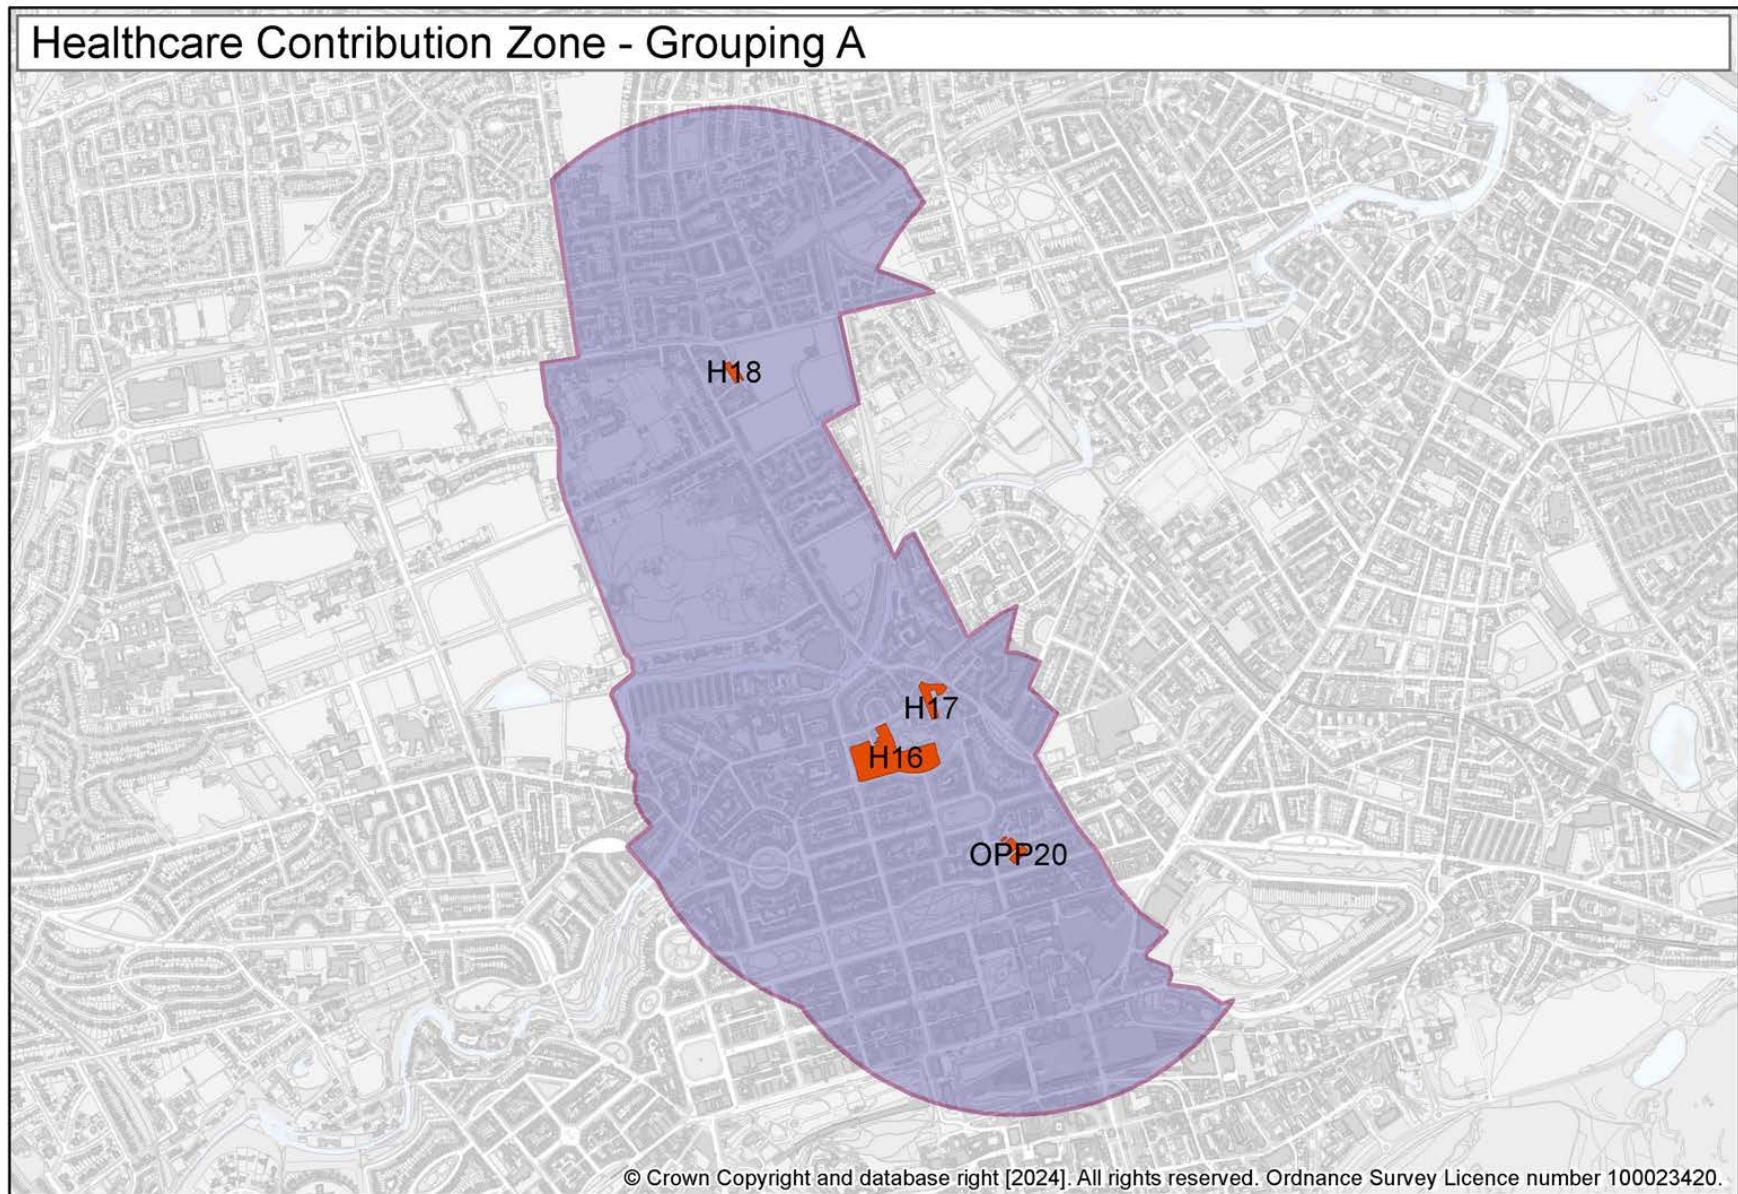 Healthcare Contribution Zone - Grouping A
H18
H17
H16
OPP20
© Crown Copyright and database right [2024]. All rights reserved. Ordnance Survey Licence number 100023420.